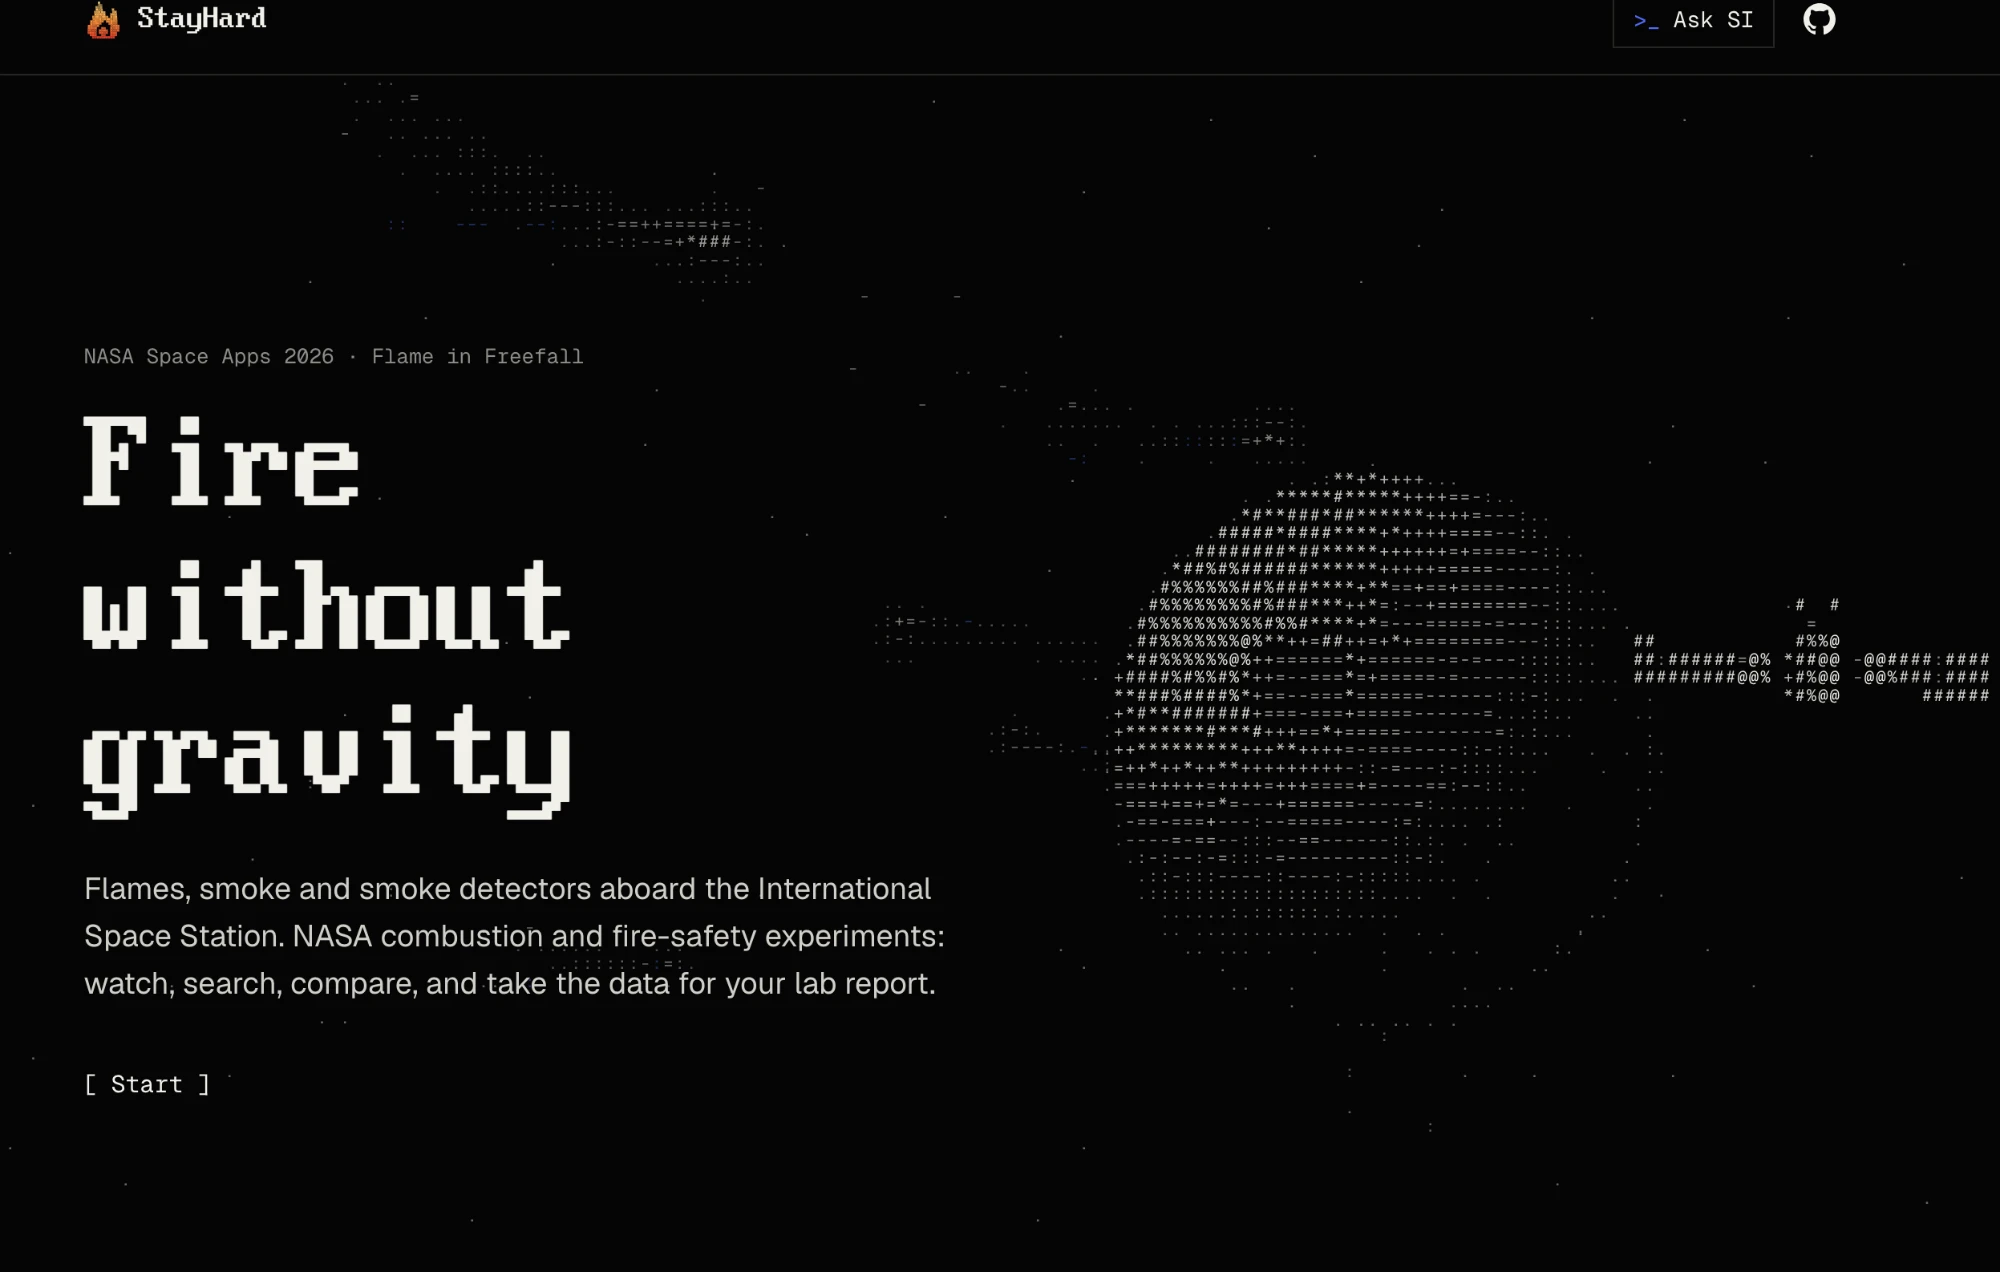 StayHard
>_ Ask SI
NASA Space Apps 2026 · Flame in Freefall
Fire
without
gravity
Flames, smoke and smoke detectors aboard the International
Space Station. NASA combustion and fire-safety experiments:
watch, search, compare, and take the data for your lab report.
[ Start ]